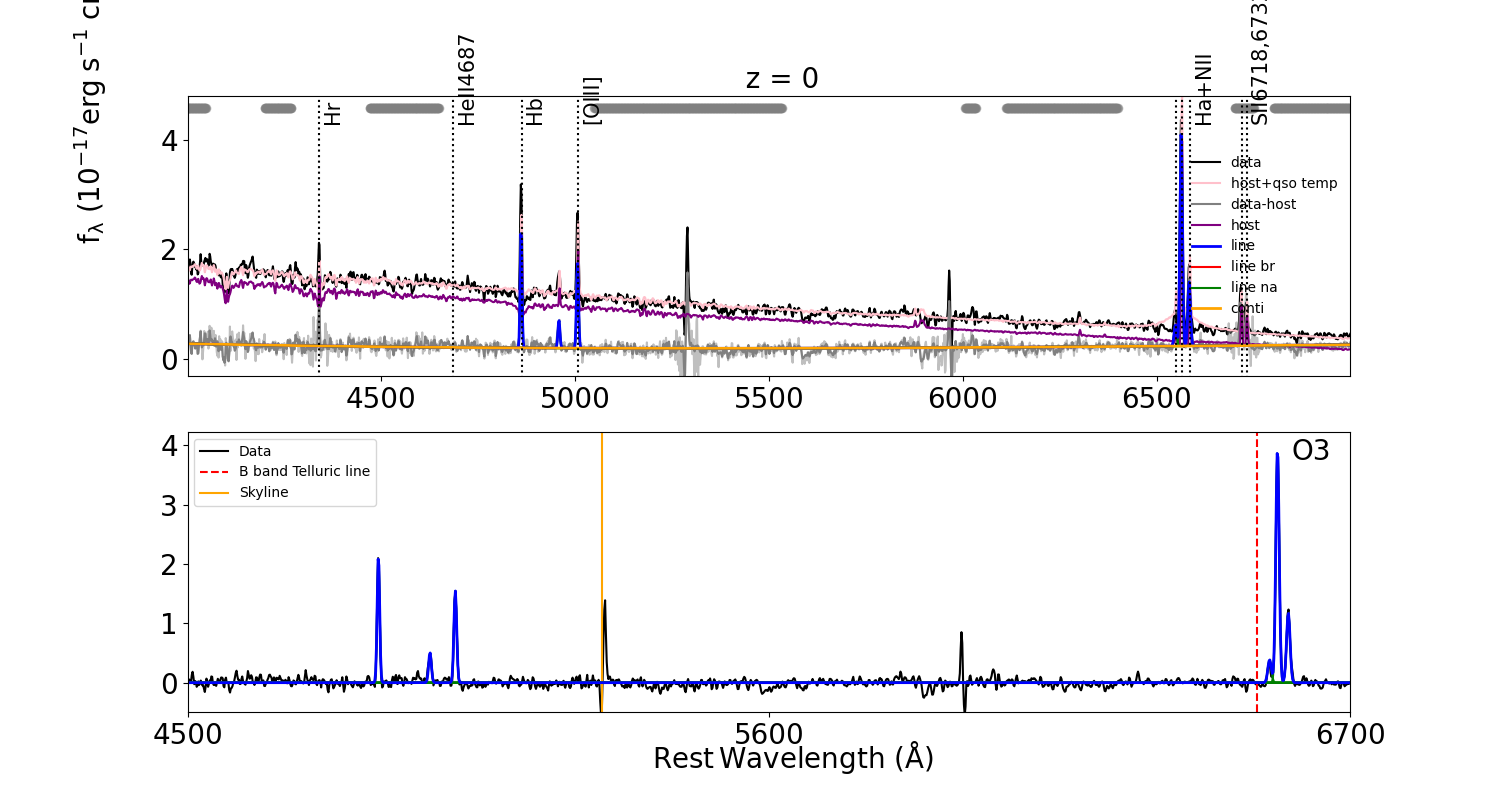 z = 0
f_λ (10^−17 erg s^−1
Hr
HeII4687
Hb
[OIII]
Ha+NII
SII6718,673
4
2
0
data
host+qso temp
data-host
host
line
line br
line na
conti
4500 5000 5500 6000 6500
4
3
2
1
0
Data
B band Telluric line
Skyline
O3
4500 5600 6700
Rest Wavelength (Å)